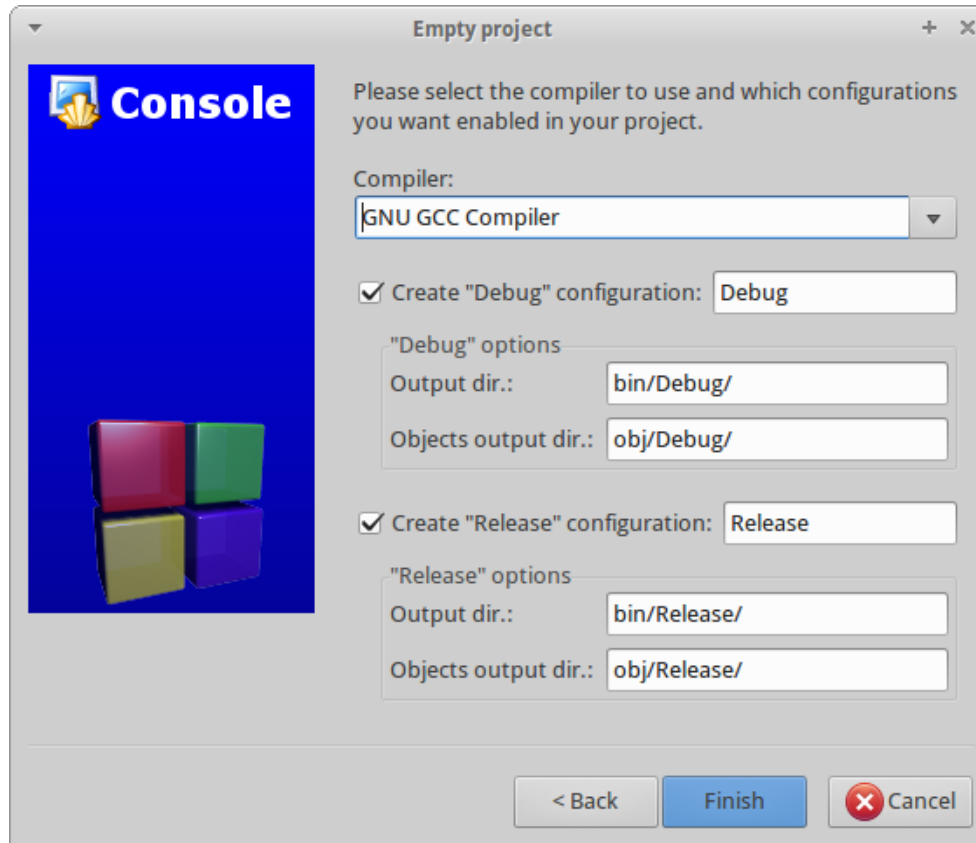 Empty project
Console
Please select the compiler to use and which configurations
you want enabled in your project.
Compiler:
GNU GCC Compiler
Create "Debug" configuration: Debug
"Debug" options
Output dir.: bin/Debug/
Objects output dir.: obj/Debug/
Create "Release" configuration: Release
"Release" options
Output dir.: bin/Release/
Objects output dir.: obj/Release/
< Back Finish Cancel